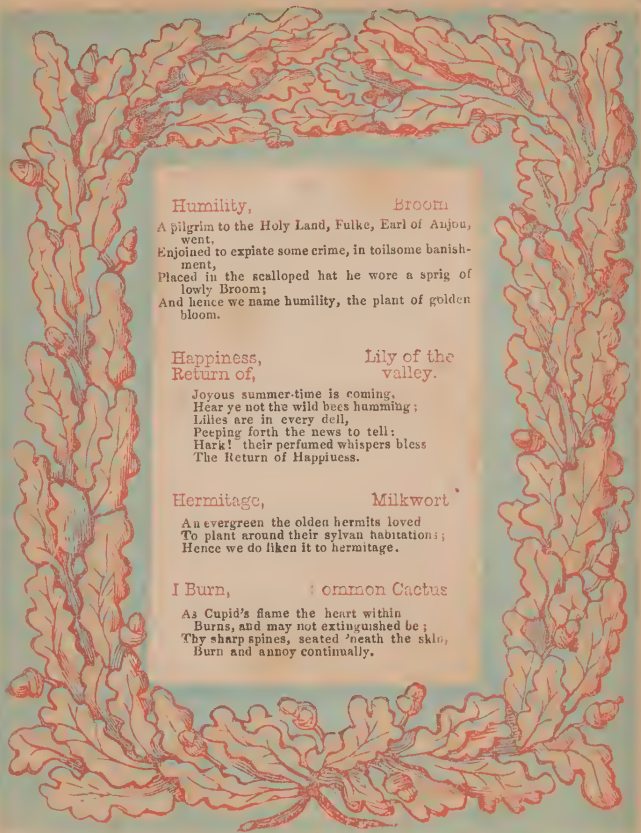 Humility, Broom
A pilgrim to the Holy Land, Fulke, Earl of Anjou,
went,
Enjoined to expiate some crime, in toilsome banish-
ment,
Placed in the scalloped hat he wore a sprig of
lowly Broom;
And hence we name humility, the plant of golden
bloom.
Happiness, Lily of the
Return of, valley.
Joyous summer-time is coming,
Hear ye not the wild bees humming;
Lilies are in every dell,
Peeping forth the news to tell:
Hark! their perfumed whispers bless
The Return of Happiness.
Hermitage, Milkwort
An evergreen the olden hermits loved
To plant around their sylvan habitations;
Hence we do liken it to hermitage.
I Burn, ommon Cactus
As Cupid's flame the heart within
Burns, and may not extinguished be;
Thy sharp spines, seated 'neath the skin,
Burn and annoy continually.